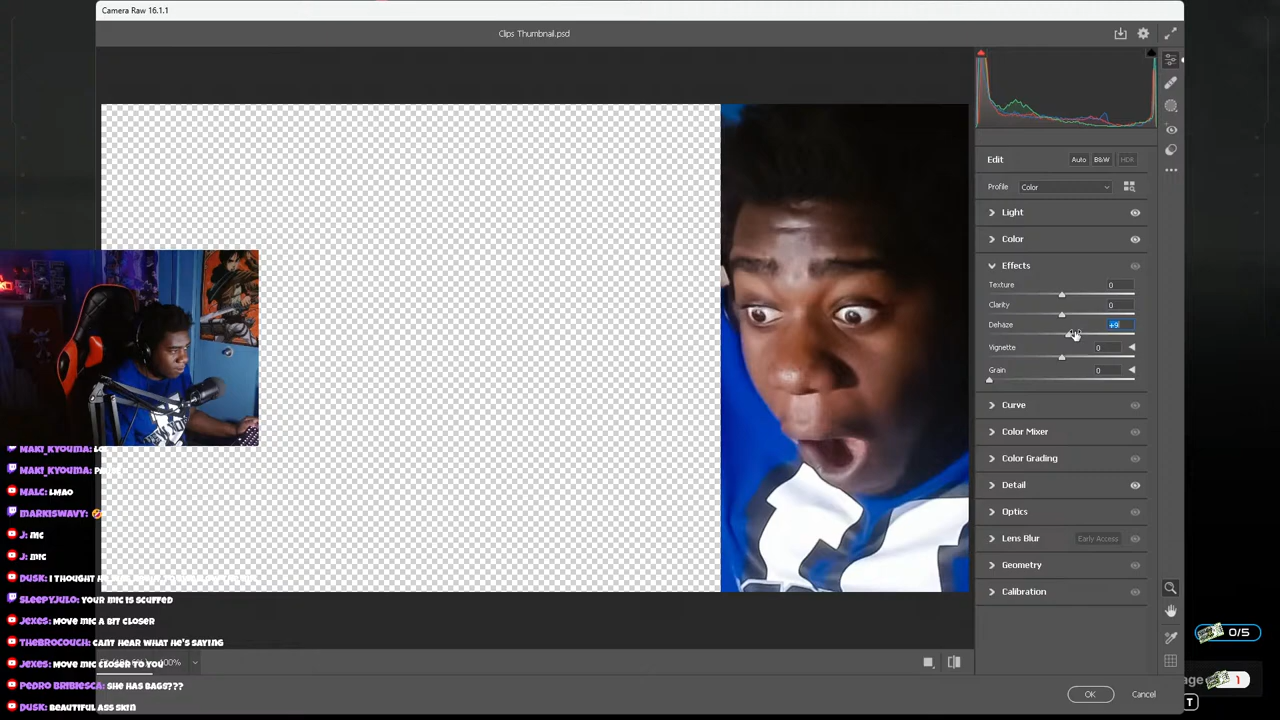 Camera Raw 16.1.1
Clips Thumbnail.psd
Edit
Auto
B&W
HDR
Profile
Color
Light
Color
Effects
Texture
0
Clarity
0
Dehaze
+9
Vignette
0
Grain
0
Curve
Color Mixer
Color Grading
Detail
Optics
Lens Blur
Early Access
Geometry
Calibration
MAKI_KYOUMA:
MAKI_KYOUMA:
MALC: LMAO
MARKISWAVY: 🤣
J: MIC
J: MIC
DUSK: I THOUGHT
SLEEPYJULO: YOUR MIC IS SCUFFED
JEXES: MOVE MIC A BIT CLOSER
THEBROCOUCH: CANT HEAR WHAT HE'S SAYING
JEXES: MOVE MIC CLOSER TO YOU
PEDRO BRIBIESCA: SHE HAS BAGS???
DUSK: BEAUTIFUL ASS SKIN
OK
Cancel
0/5
1
T